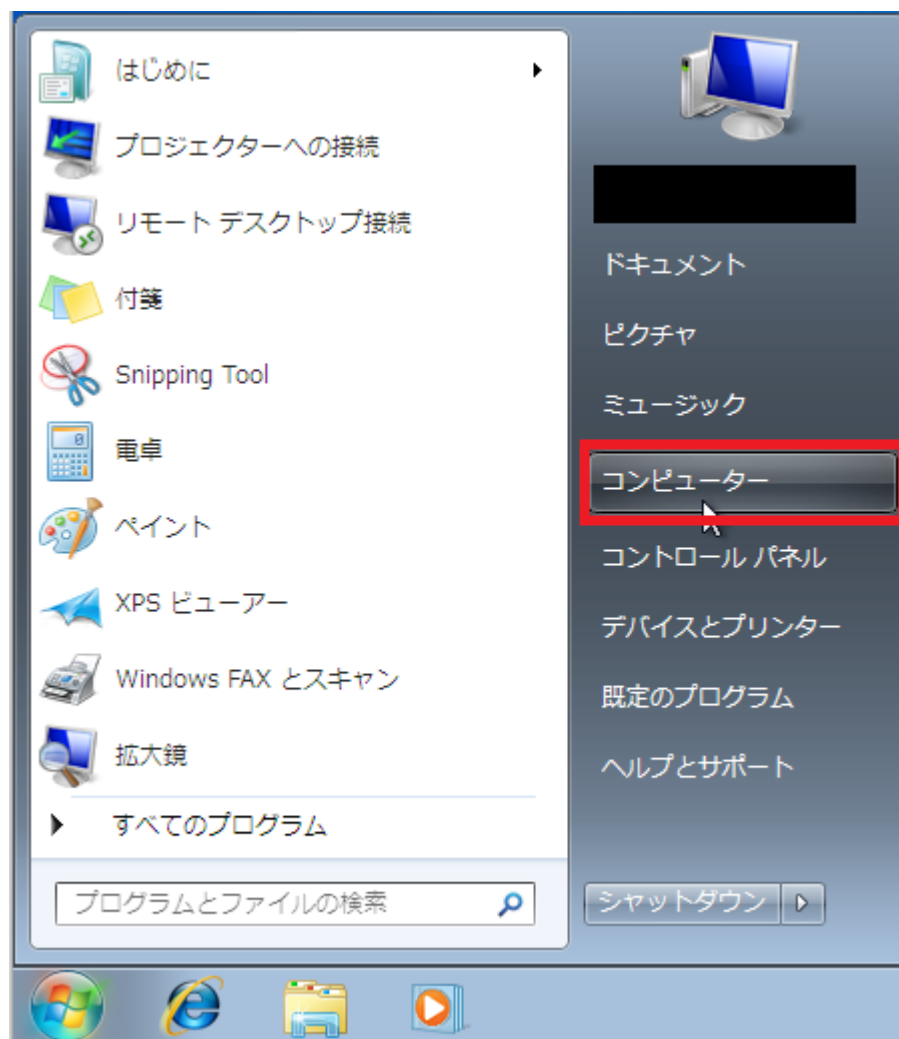 はじめに
プロジェクターへの接続
リモート デスクトップ接続
付箋
Snipping Tool
電卓
ペイント
XPS ビューアー
Windows FAX とスキャン
拡大鏡
すべてのプログラム
プログラムとファイルの検索
ドキュメント
ピクチャ
ミュージック
コンピューター
コントロール パネル
デバイスとプリンター
既定のプログラム
ヘルプとサポート
シャットダウン